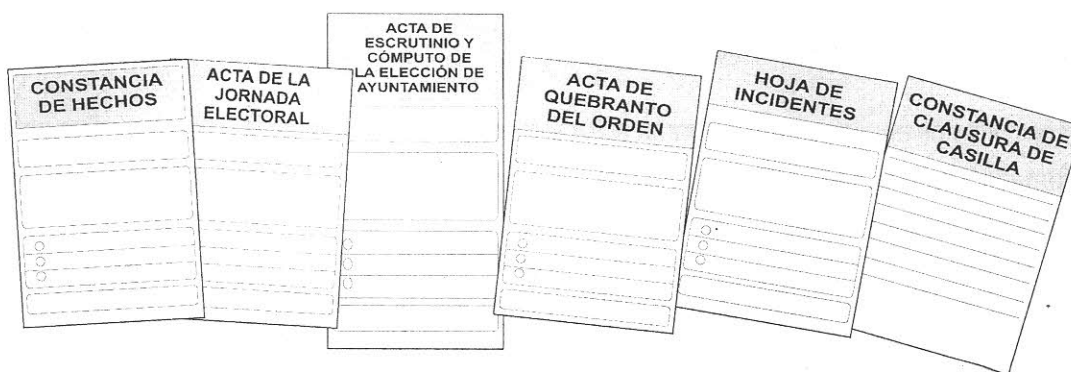 CONSTANCIA
DE HECHOS
ACTA DE LA
JORNADA
ELECTORAL
ACTA DE
ESCRUTINIO Y
CÓMPUTO DE
LA ELECCIÓN DE
AYUNTAMIENTO
ACTA DE
QUEBRANTO
DEL ORDEN
HOJA DE
INCIDENTES
CONSTANCIA DE
CLAUSURA DE
CASILLA